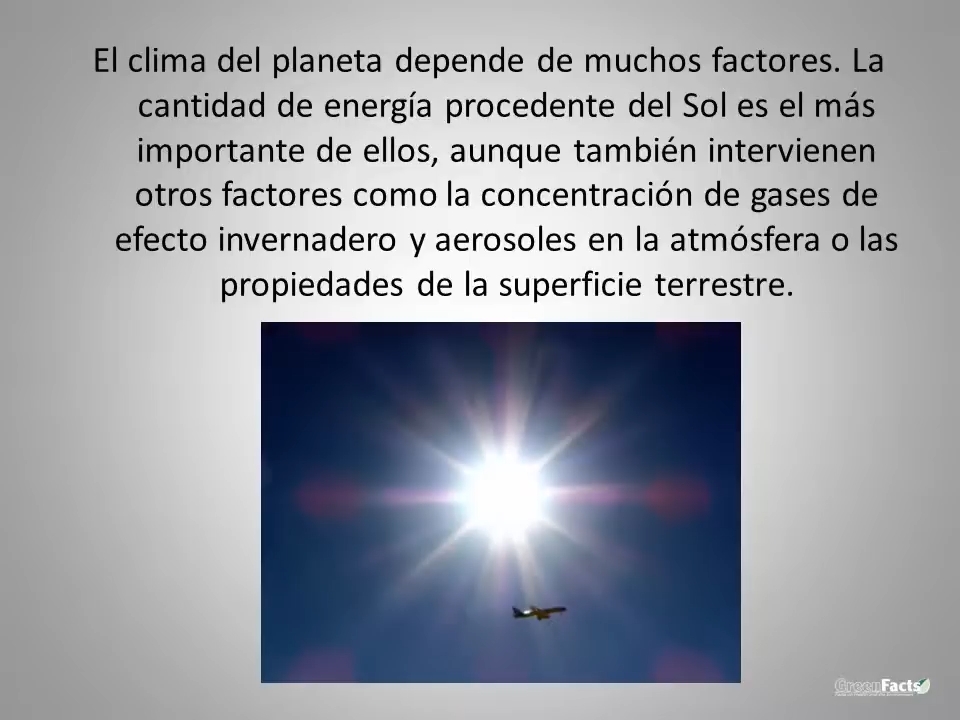 El clima del planeta depende de muchos factores. La
cantidad de energía procedente del Sol es el más
importante de ellos, aunque también intervienen
otros factores como la concentración de gases de
efecto invernadero y aerosoles en la atmósfera o las
propiedades de la superficie terrestre.
GreenFacts